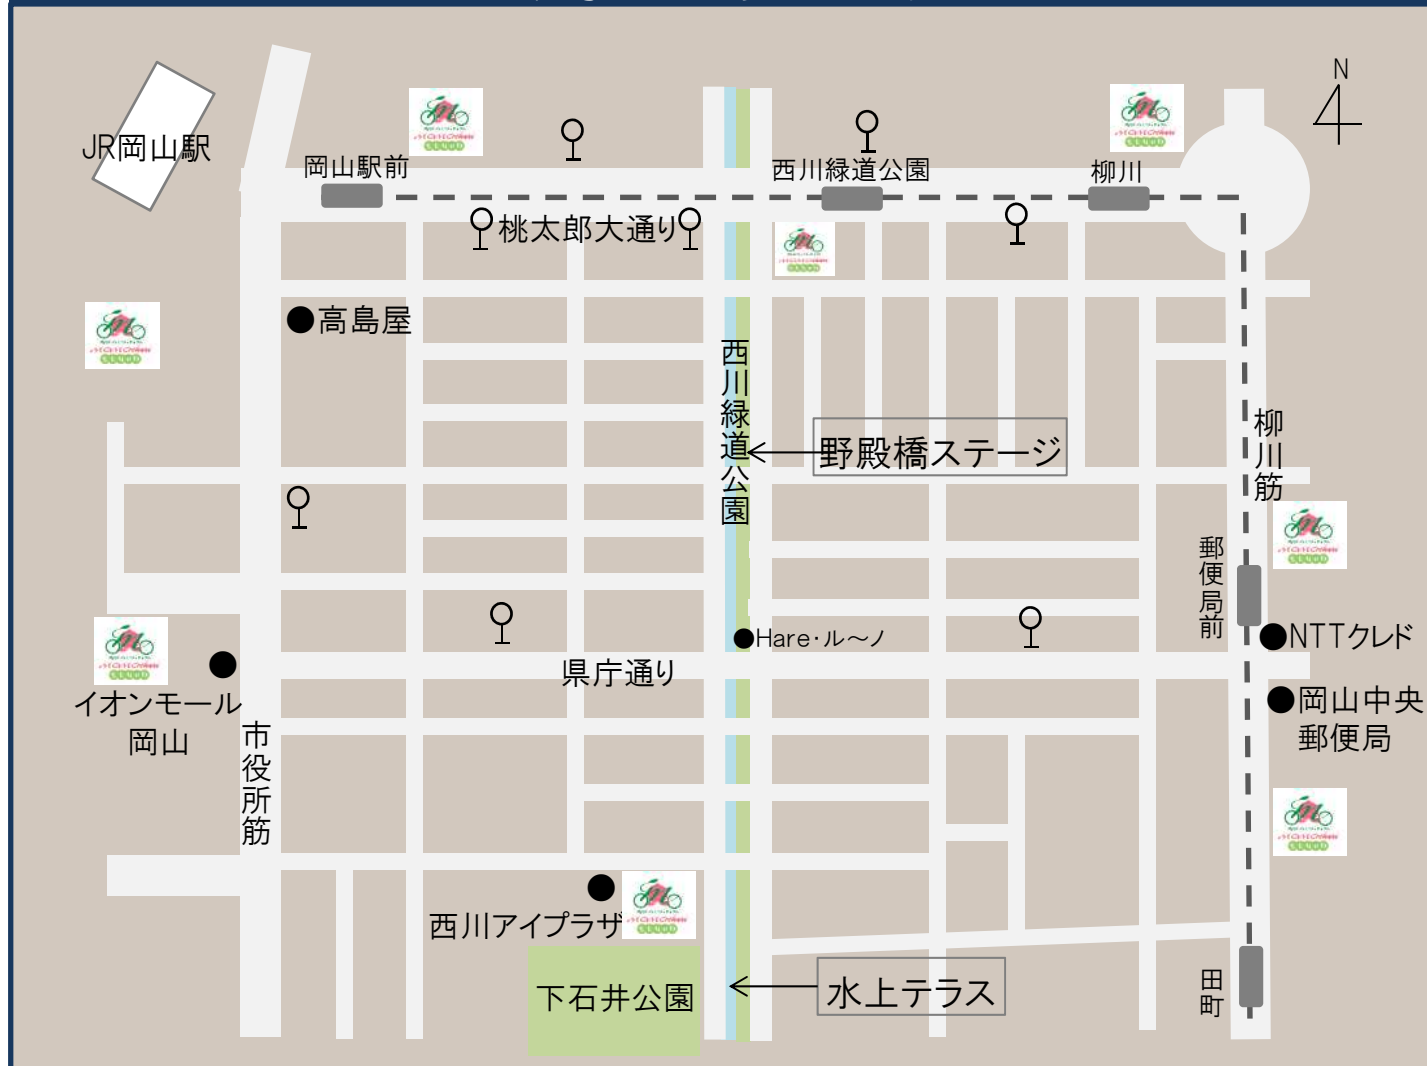 N
JR岡山駅
岡山駅前
西川緑道公園
柳川
桃太郎大通り
●高島屋
西川緑道公園
野殿橋ステージ
柳川筋
郵便局前
●Hare・ル～ノ
●NTTクレド
県庁通り
イオンモール
岡山
●岡山中央
郵便局
市役所筋
西川アイプラザ
下石井公園
水上テラス
田町